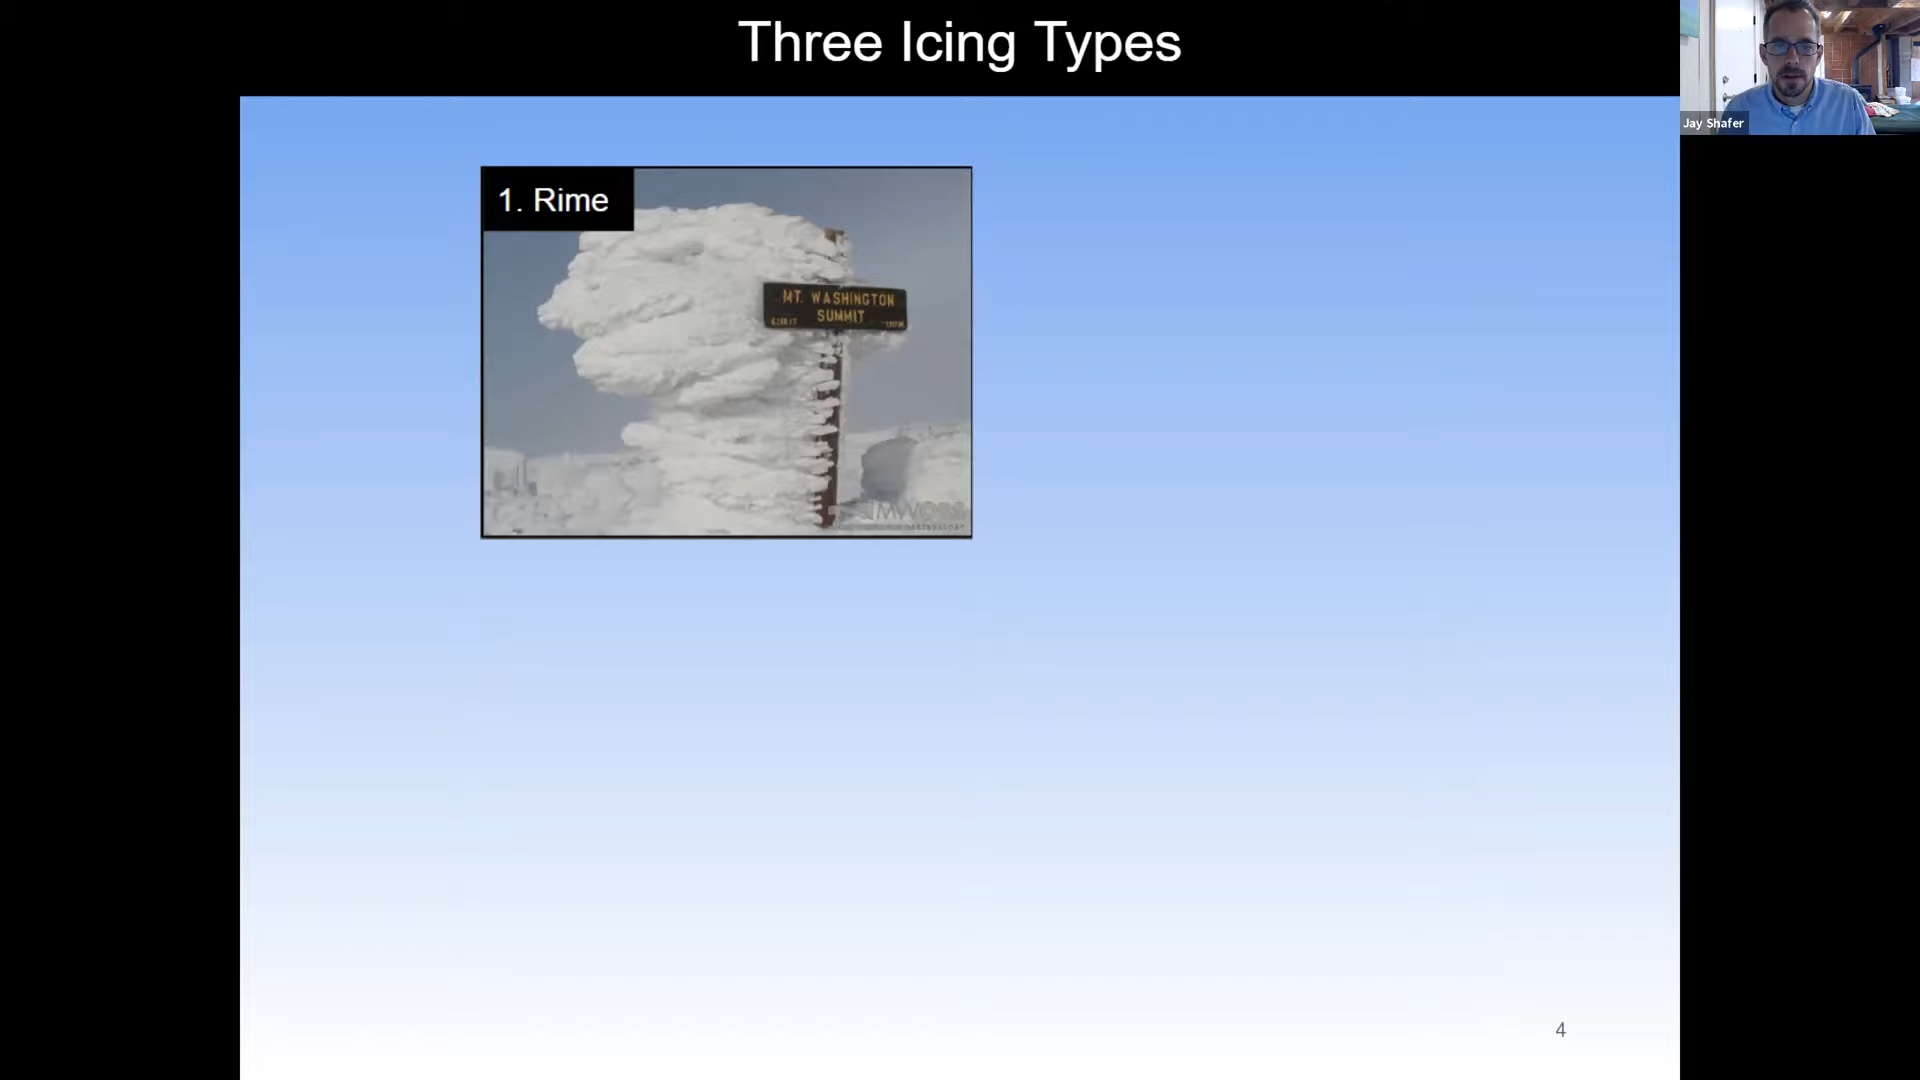 Three Icing Types
Jay Shafer
1. Rime
MT. WASHINGTON
SUMMIT
4